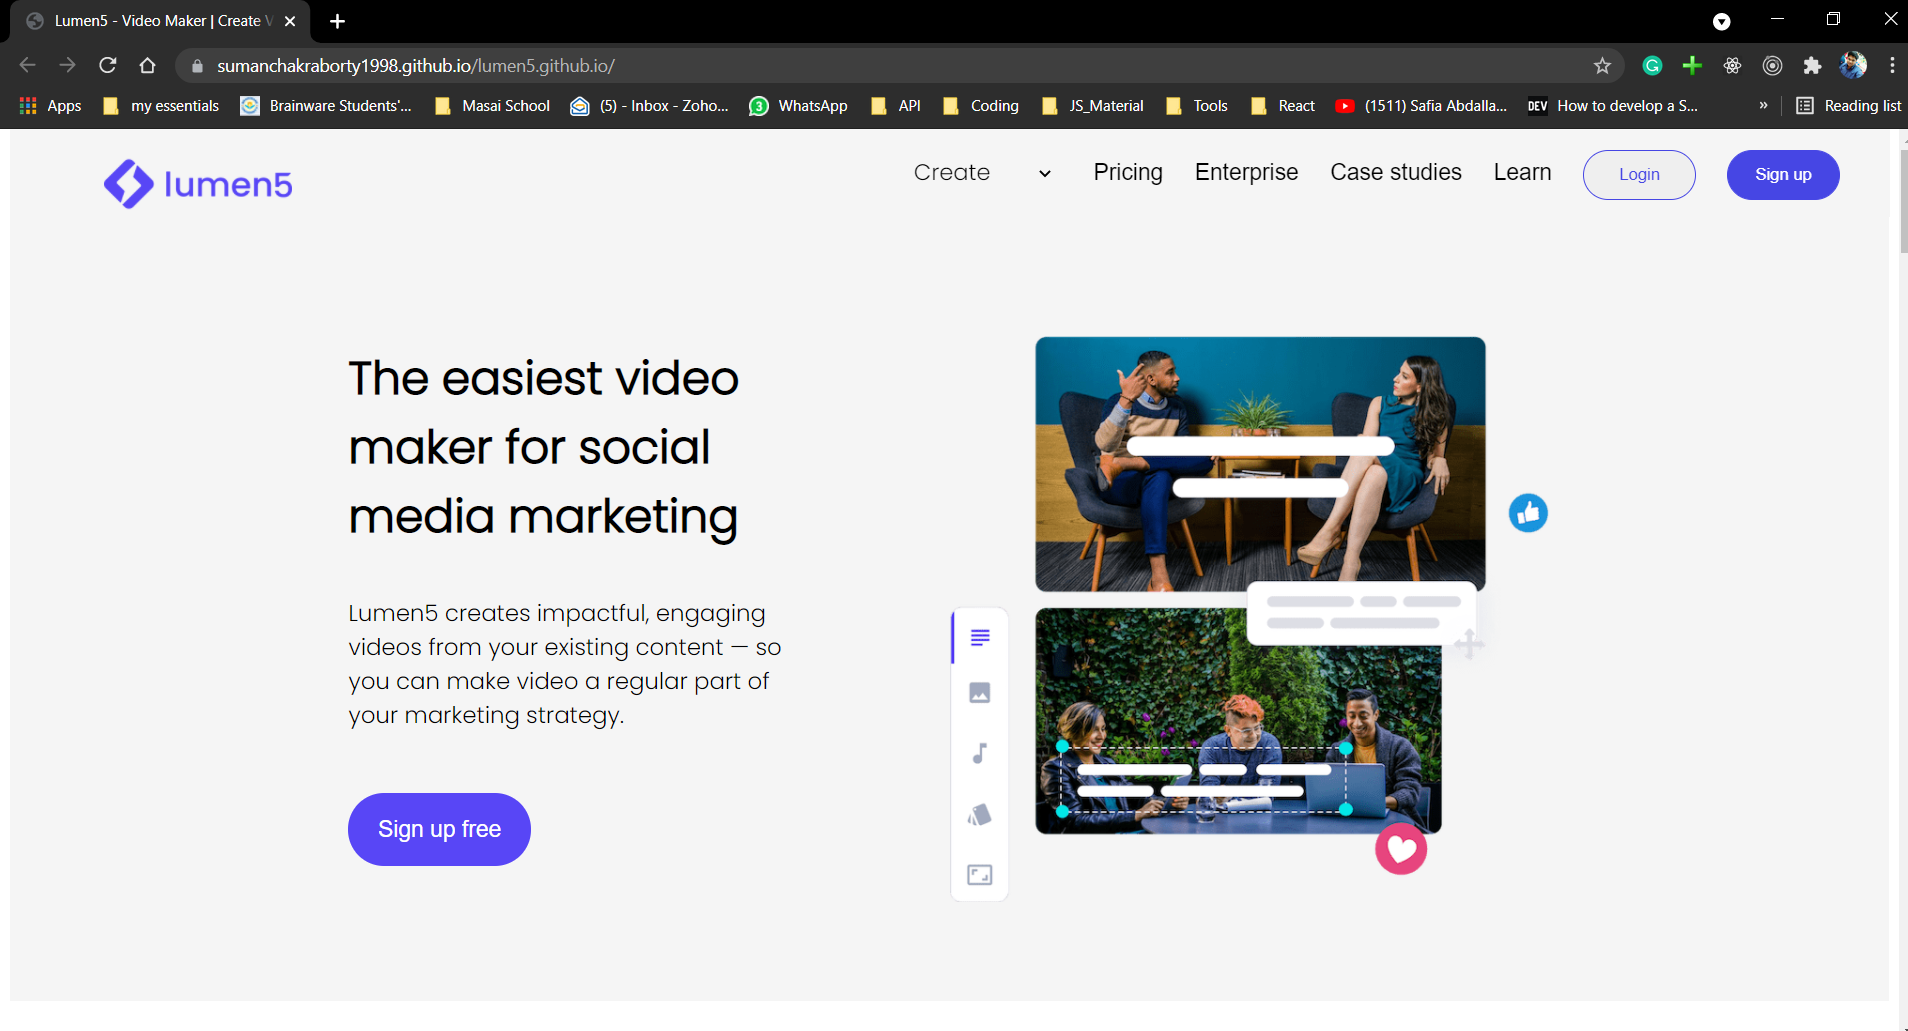 Lumen5 - Video Maker | Create V
sumanchakraborty1998.github.io/lumen5.github.io/
Apps my essentials Brainware Students'... Masai School (5) - Inbox - Zoho... 3 WhatsApp API Coding JS_Material Tools React (1511) Safia Abdalla... DEV How to develop a S... » Reading list
lumen5 Create Pricing Enterprise Case studies Learn Login Sign up
The easiest video
maker for social
media marketing
Lumen5 creates impactful, engaging
videos from your existing content — so
you can make video a regular part of
your marketing strategy.
Sign up free